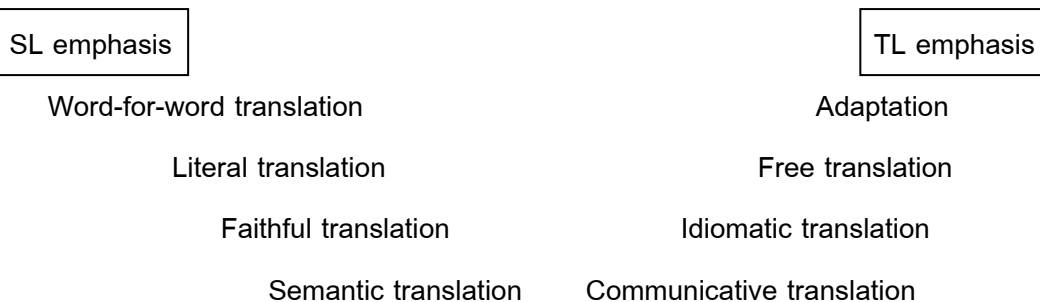 SL emphasis TL emphasis
Word-for-word translation Adaptation
Literal translation Free translation
Faithful translation Idiomatic translation
Semantic translation Communicative translation